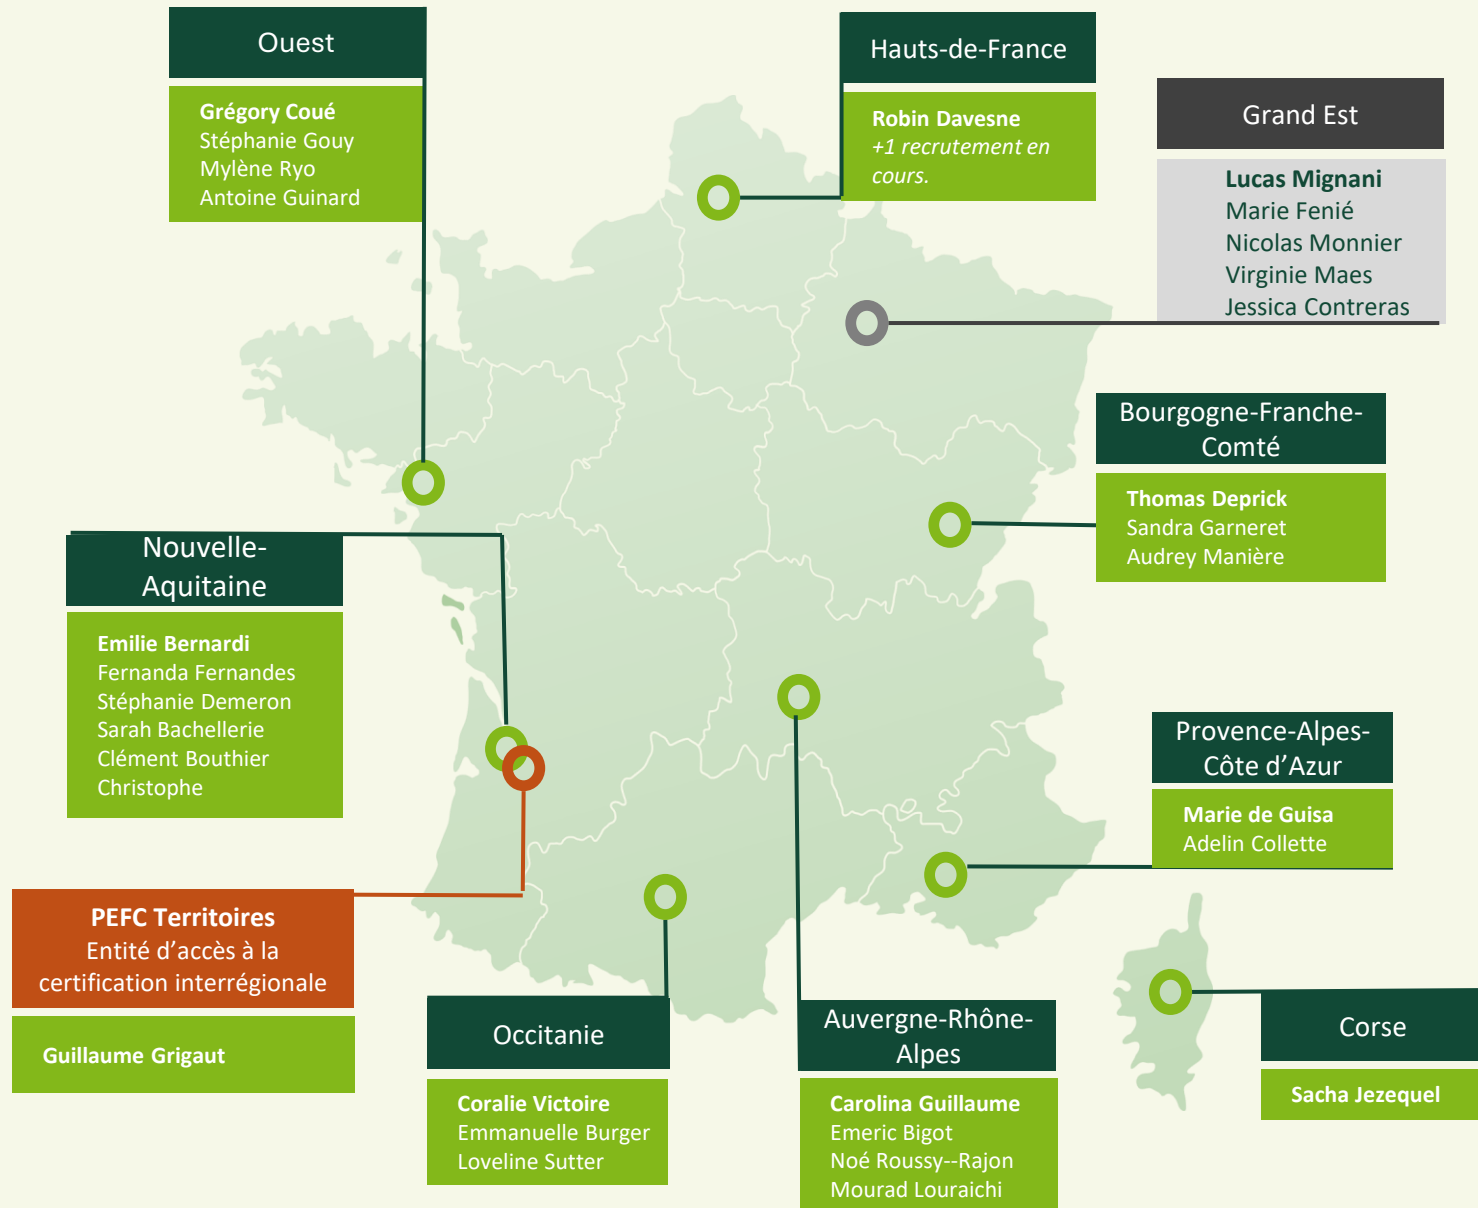 Ouest
Grégory Coué
Stéphanie Gouy
Mylène Ryo
Antoine Guinard
Hauts-de-France
Robin Davesne
+1 recrutement en
cours.
Grand Est
Lucas Mignani
Marie Fenié
Nicolas Monnier
Virginie Maes
Jessica Contreras
Bourgogne-Franche-
Comté
Thomas Deprick
Sandra Garneret
Audrey Manière
Nouvelle-
Aquitaine
Emilie Bernardi
Fernanda Fernandes
Stéphanie Demeron
Sarah Bachellerie
Clément Bouthier
Christophe
Provence-Alpes-
Côte d’Azur
Marie de Guisa
Adelin Collette
PEFC Territoires
Entité d’accès à la
certification interrégionale
Guillaume Grigaut
Occitanie
Coralie Victoire
Emmanuelle Burger
Loveline Sutter
Auvergne-Rhône-
Alpes
Carolina Guillaume
Emeric Bigot
Noé Roussy--Rajon
Mourad Louraichi
Corse
Sacha Jezequel